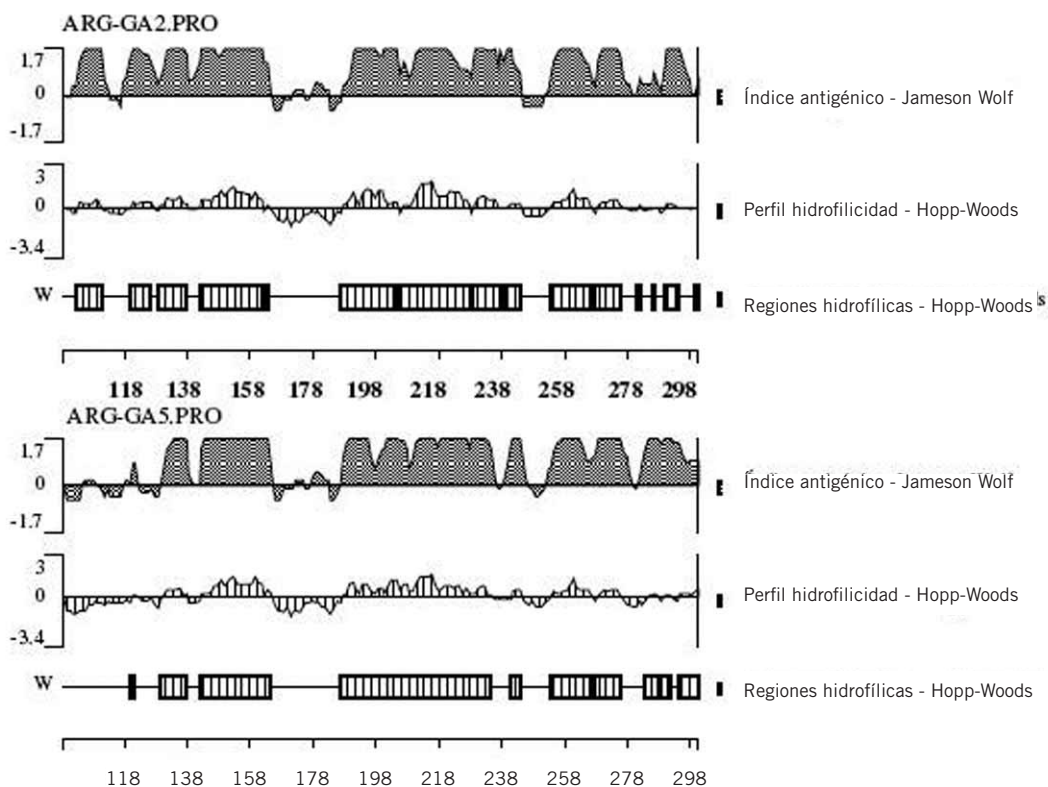 ARG-GA2.PRO
1.7
0
-1.7
Índice antigénico - Jameson Wolf
3
0
-3.4
Perfil hidrofilicidad - Hopp-Woods
W
Regiones hidrofílicas - Hopp-Woods
118 138 158 178 198 218 238 258 278 298
ARG-GA5.PRO
1.7
0
-1.7
Índice antigénico - Jameson Wolf
3
0
-3.4
Perfil hidrofilicidad - Hopp-Woods
W
Regiones hidrofílicas - Hopp-Woods
118 138 158 178 198 218 238 258 278 298